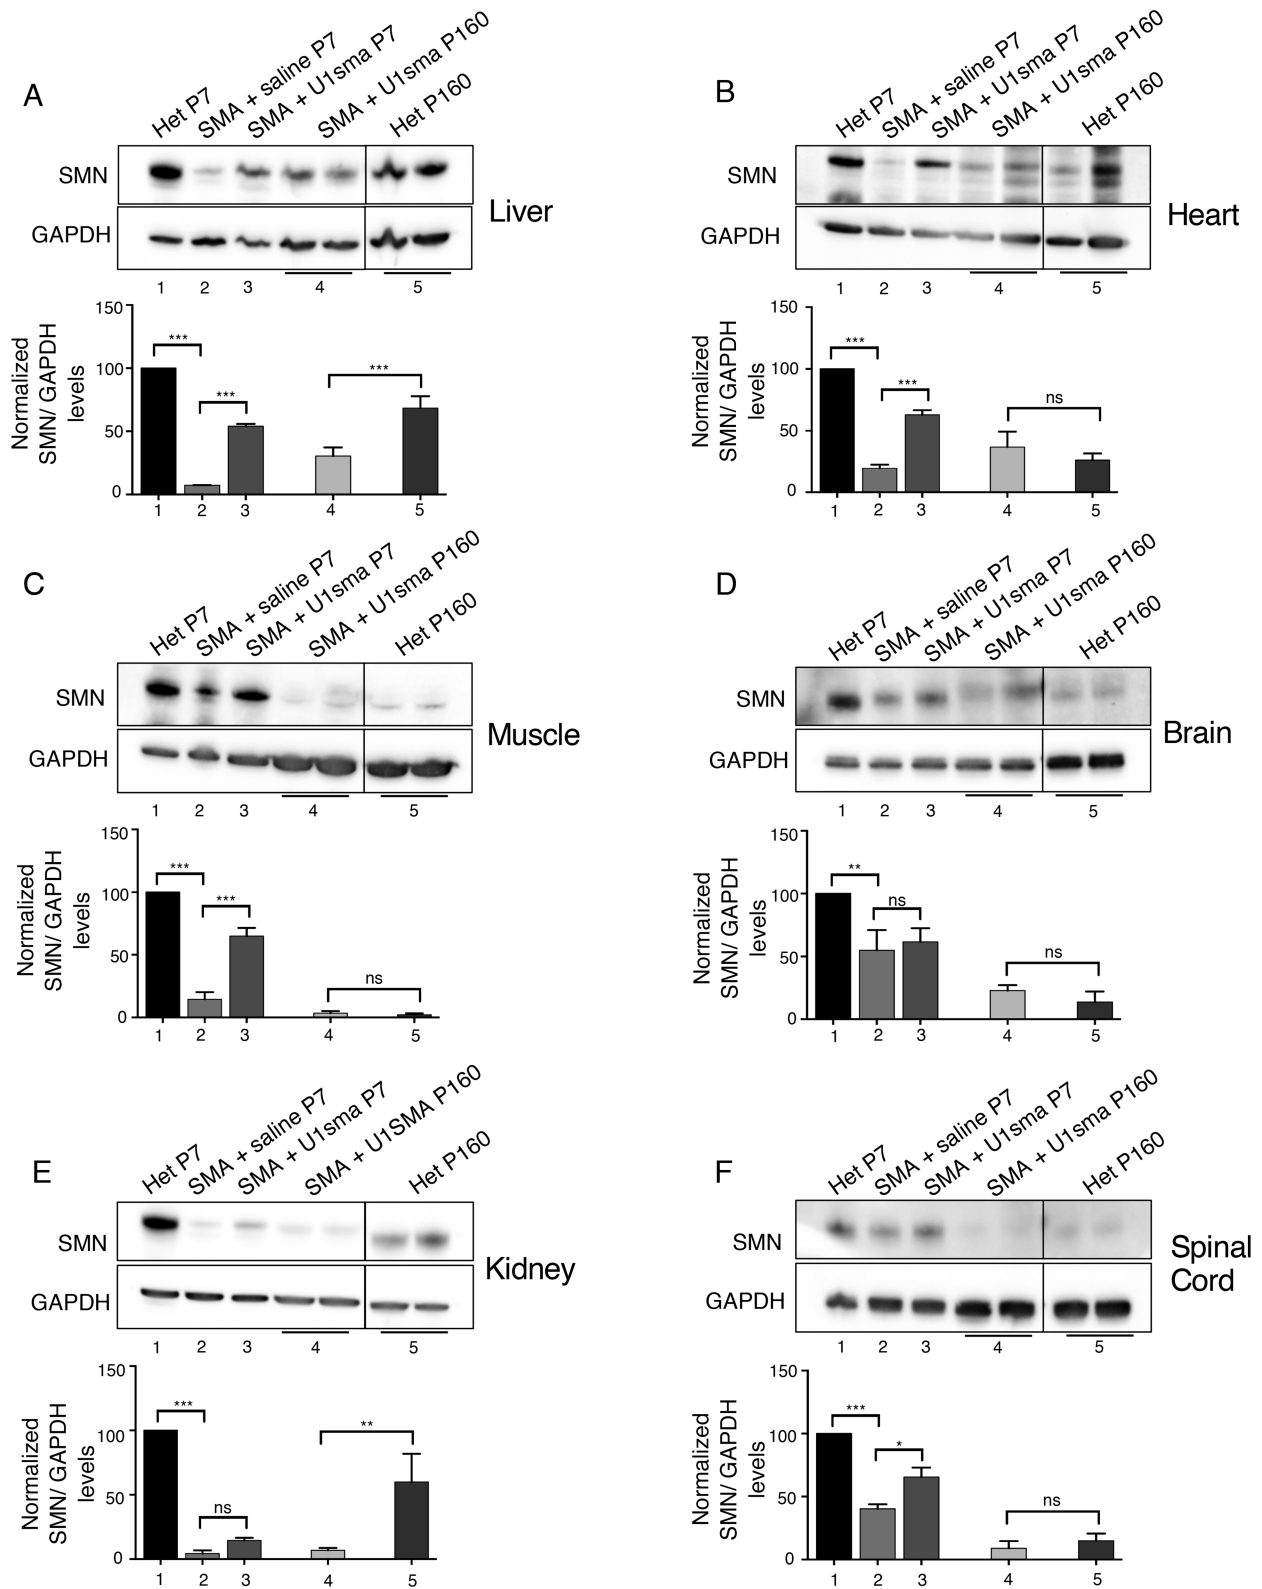 A
Het P7
SMA + saline P7
SMA + U1sma P7
SMA + U1sma P160
Het P160
SMN
GAPDH
Liver
1 2 3 4 5
Normalized
SMN/ GAPDH
levels
150
100
50
0
***
***
***
1 2 3 4 5
B
Het P7
SMA + saline P7
SMA + U1sma P7
SMA + U1sma P160
Het P160
SMN
GAPDH
Heart
1 2 3 4 5
Normalized
SMN/ GAPDH
levels
150
100
50
0
***
***
ns
1 2 3 4 5
C
Het P7
SMA + saline P7
SMA + U1sma P7
SMA + U1sma P160
Het P160
SMN
GAPDH
Muscle
1 2 3 4 5
Normalized
SMN/ GAPDH
levels
150
100
50
0
***
***
ns
1 2 3 4 5
D
Het P7
SMA + saline P7
SMA + U1sma P7
SMA + U1sma P160
Het P160
SMN
GAPDH
Brain
1 2 3 4 5
Normalized
SMN/ GAPDH
levels
150
100
50
0
**
ns
ns
1 2 3 4 5
E
Het P7
SMA + saline P7
SMA + U1sma P7
SMA + U1SMA P160
Het P160
SMN
GAPDH
Kidney
1 2 3 4 5
Normalized
SMN/ GAPDH
levels
150
100
50
0
***
ns
**
1 2 3 4 5
F
Het P7
SMA + saline P7
SMA + U1sma P7
SMA + U1sma P160
Het P160
SMN
GAPDH
Spinal
Cord
1 2 3 4 5
Normalized
SMN/ GAPDH
levels
150
100
50
0
***
*
ns
1 2 3 4 5